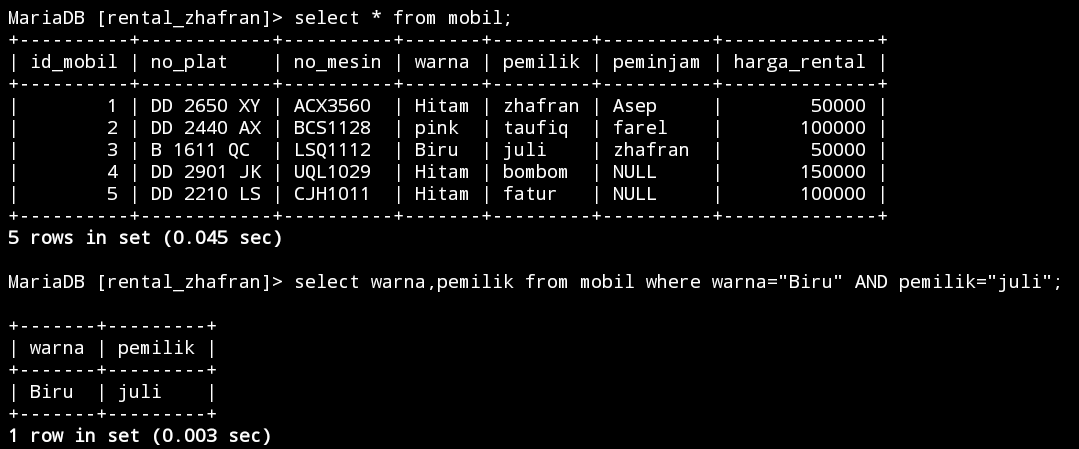 MariaDB [rental_zhafran]> select * from mobil;
+----------+------------+----------+-------+---------+----------+--------------+
| id_mobil | no_plat    | no_mesin | warna | pemilik | peminjam | harga_rental |
+----------+------------+----------+-------+---------+----------+--------------+
|        1 | DD 2650 XY | ACX3560  | Hitam | zhafran | Asep     |        50000 |
|        2 | DD 2440 AX | BCS1128  | pink  | taufiq  | farel    |       100000 |
|        3 | B 1611 QC  | LSQ1112  | Biru  | juli    | zhafran  |        50000 |
|        4 | DD 2901 JK | UQL1029  | Hitam | bombom  | NULL     |       150000 |
|        5 | DD 2210 LS | CJH1011  | Hitam | fatur   | NULL     |       100000 |
+----------+------------+----------+-------+---------+----------+--------------+
5 rows in set (0.045 sec)
MariaDB [rental_zhafran]> select warna,pemilik from mobil where warna="Biru" AND pemilik="juli";
+-------+---------+
| warna | pemilik |
+-------+---------+
| Biru  | juli    |
+-------+---------+
1 row in set (0.003 sec)